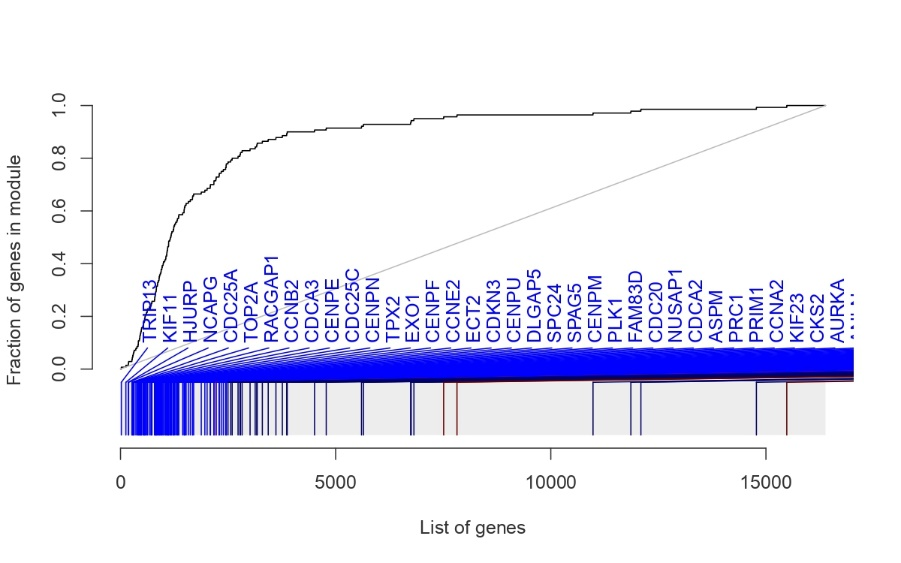 Fraction of genes in module
1.0
0.8
0.6
0.4
0.2
0.0
TRIP13
KIF11
HJURP
NCAPG
CDC25A
TOP2A
RACGAP1
CCNB2
CDCA3
CENPE
CDC25C
CENPN
TPX2
EXO1
CENPF
CCNE2
ECT2
CDKN3
CENPU
DLGAP5
SPC24
SPAG5
CENPM
PLK1
FAM83D
CDC20
NUSAP1
CDCA2
ASPM
PRC1
PRIM1
CCNA2
KIF23
CKS2
AURKA
0 5000 10000 15000
List of genes